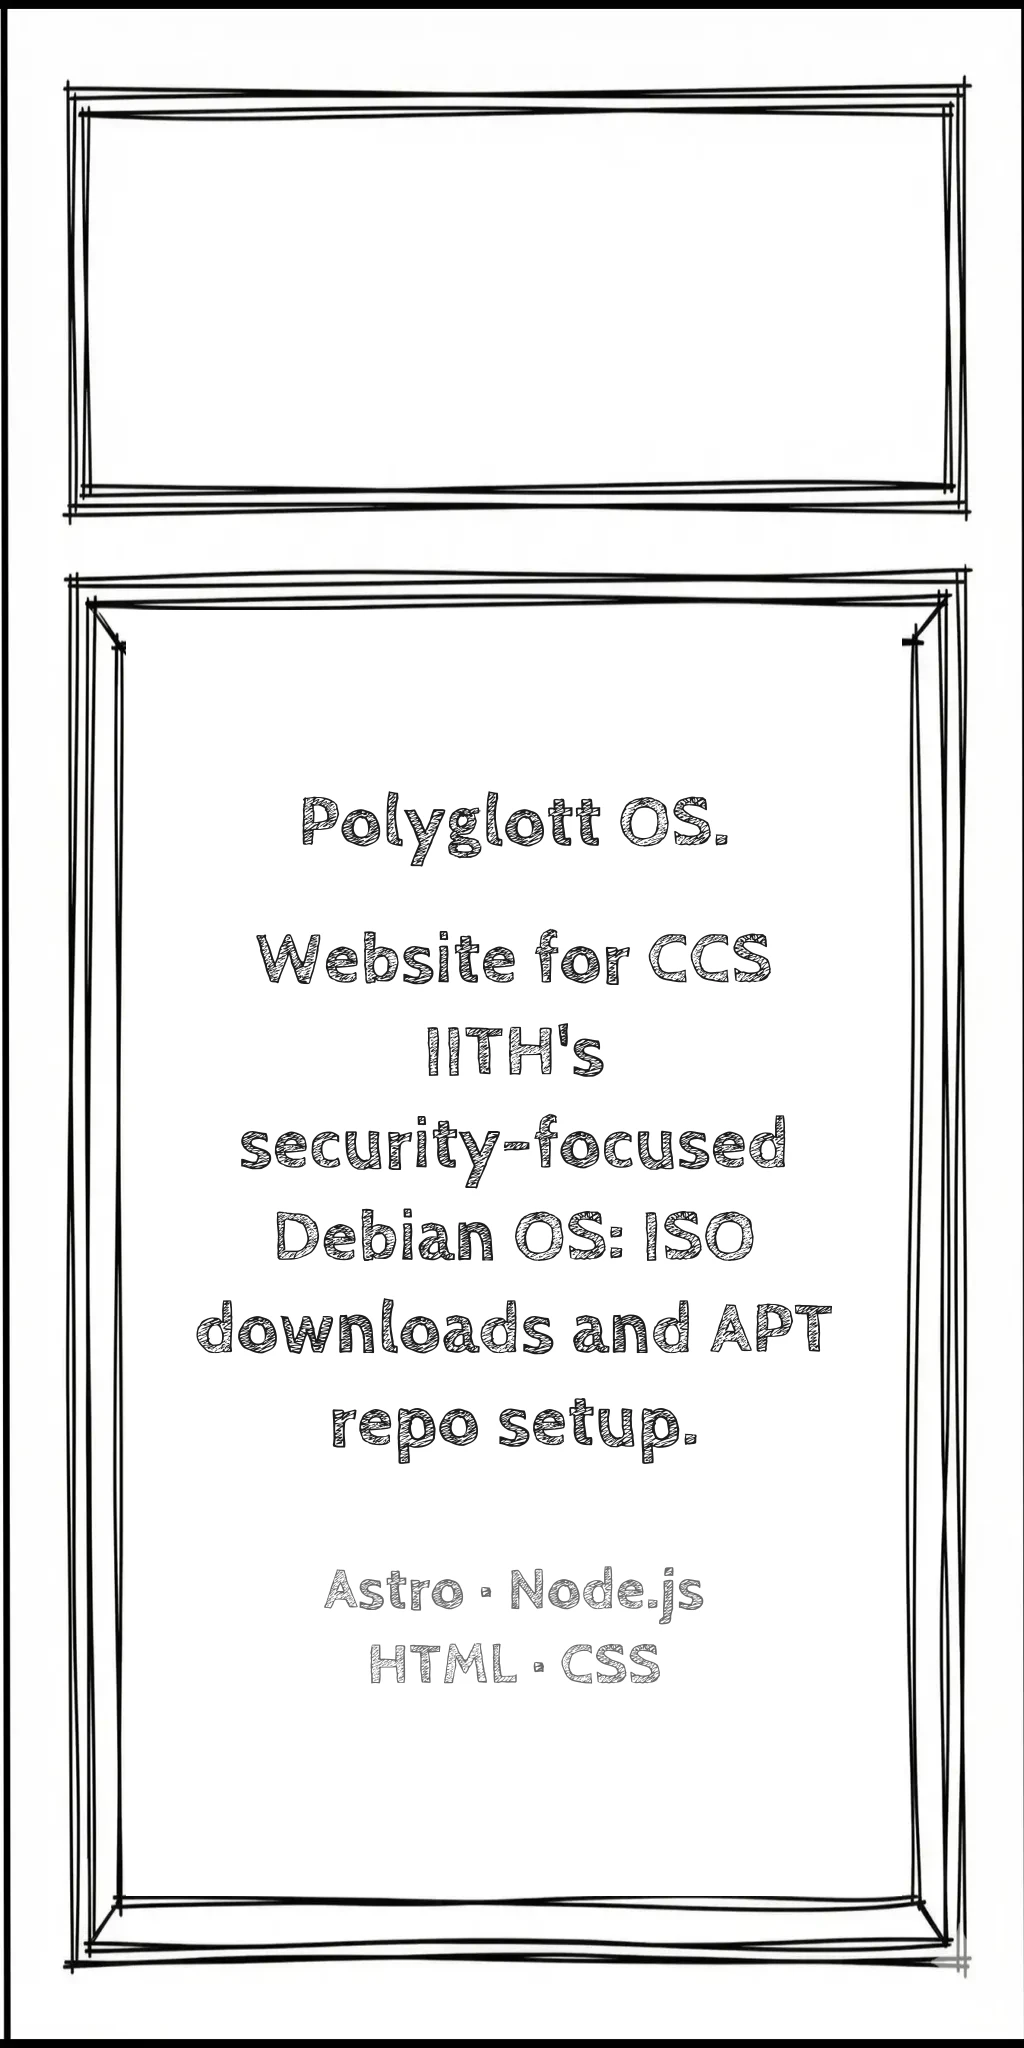 Polyglott OS.
Website for CCS
IITH's
security-focused
Debian OS: ISO
downloads and APT
repo setup.
Astro · Node.js
HTML · CSS